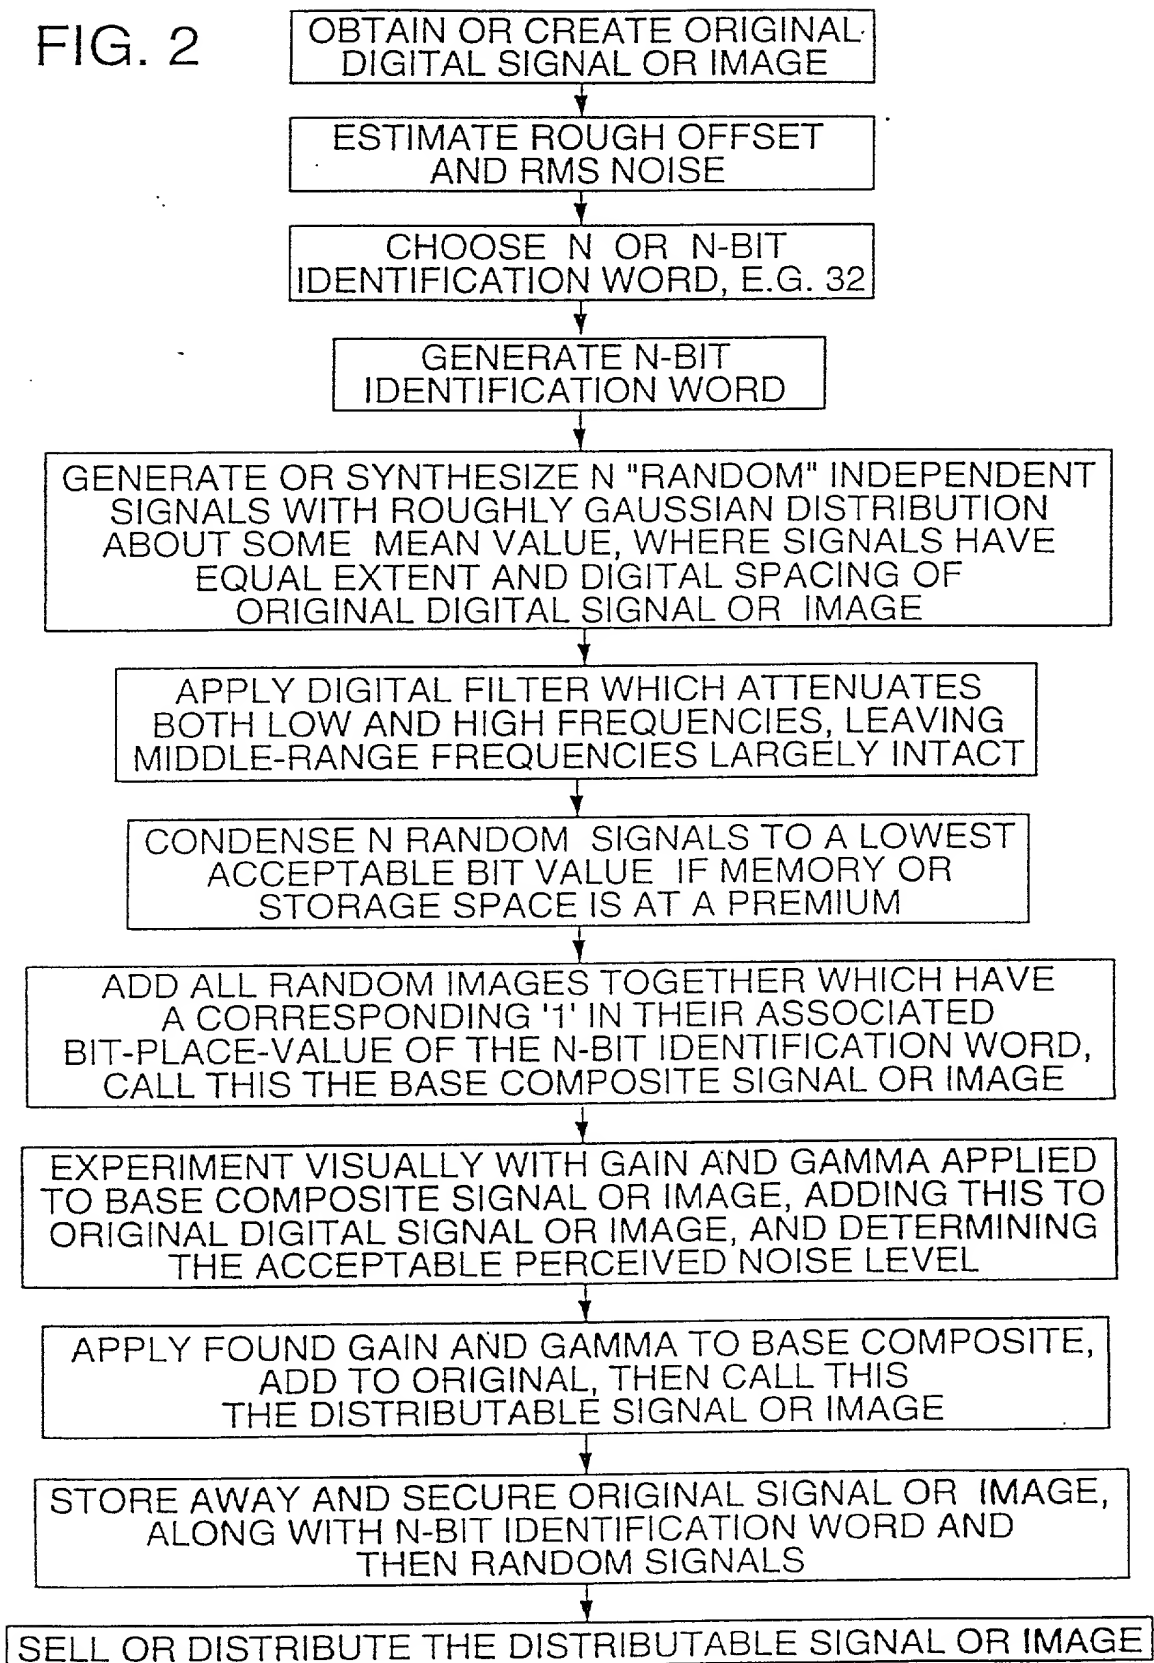 FIG. 2
OBTAIN OR CREATE ORIGINAL
DIGITAL SIGNAL OR IMAGE
ESTIMATE ROUGH OFFSET
AND RMS NOISE
CHOOSE N OR N-BIT
IDENTIFICATION WORD, E.G. 32
GENERATE N-BIT
IDENTIFICATION WORD
GENERATE OR SYNTHESIZE N "RANDOM" INDEPENDENT
SIGNALS WITH ROUGHLY GAUSSIAN DISTRIBUTION
ABOUT SOME MEAN VALUE, WHERE SIGNALS HAVE
EQUAL EXTENT AND DIGITAL SPACING OF
ORIGINAL DIGITAL SIGNAL OR IMAGE
APPLY DIGITAL FILTER WHICH ATTENUATES
BOTH LOW AND HIGH FREQUENCIES, LEAVING
MIDDLE-RANGE FREQUENCIES LARGELY INTACT
CONDENSE N RANDOM SIGNALS TO A LOWEST
ACCEPTABLE BIT VALUE IF MEMORY OR
STORAGE SPACE IS AT A PREMIUM
ADD ALL RANDOM IMAGES TOGETHER WHICH HAVE
A CORRESPONDING '1' IN THEIR ASSOCIATED
BIT-PLACE-VALUE OF THE N-BIT IDENTIFICATION WORD,
CALL THIS THE BASE COMPOSITE SIGNAL OR IMAGE
EXPERIMENT VISUALLY WITH GAIN AND GAMMA APPLIED
TO BASE COMPOSITE SIGNAL OR IMAGE, ADDING THIS TO
ORIGINAL DIGITAL SIGNAL OR IMAGE, AND DETERMINING
THE ACCEPTABLE PERCEIVED NOISE LEVEL
APPLY FOUND GAIN AND GAMMA TO BASE COMPOSITE,
ADD TO ORIGINAL, THEN CALL THIS
THE DISTRIBUTABLE SIGNAL OR IMAGE
STORE AWAY AND SECURE ORIGINAL SIGNAL OR IMAGE,
ALONG WITH N-BIT IDENTIFICATION WORD AND
THEN RANDOM SIGNALS
SELL OR DISTRIBUTE THE DISTRIBUTABLE SIGNAL OR IMAGE